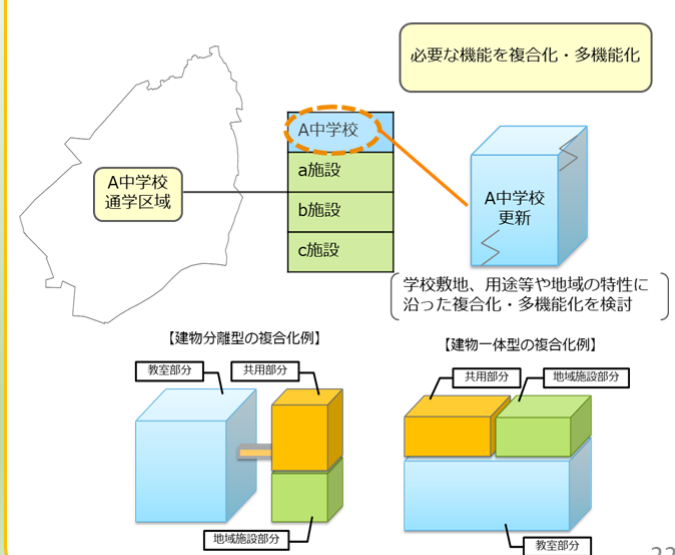 必要な機能を複合化・多機能化
A中学校
通学区域
A中学校
a施設
b施設
c施設
A中学校
更新
学校敷地、用途等や地域の特性に
沿った複合化・多機能化を検討
【建物分離型の複合化例】
教室部分
共用部分
地域施設部分
【建物一体型の複合化例】
共用部分
地域施設部分
教室部分